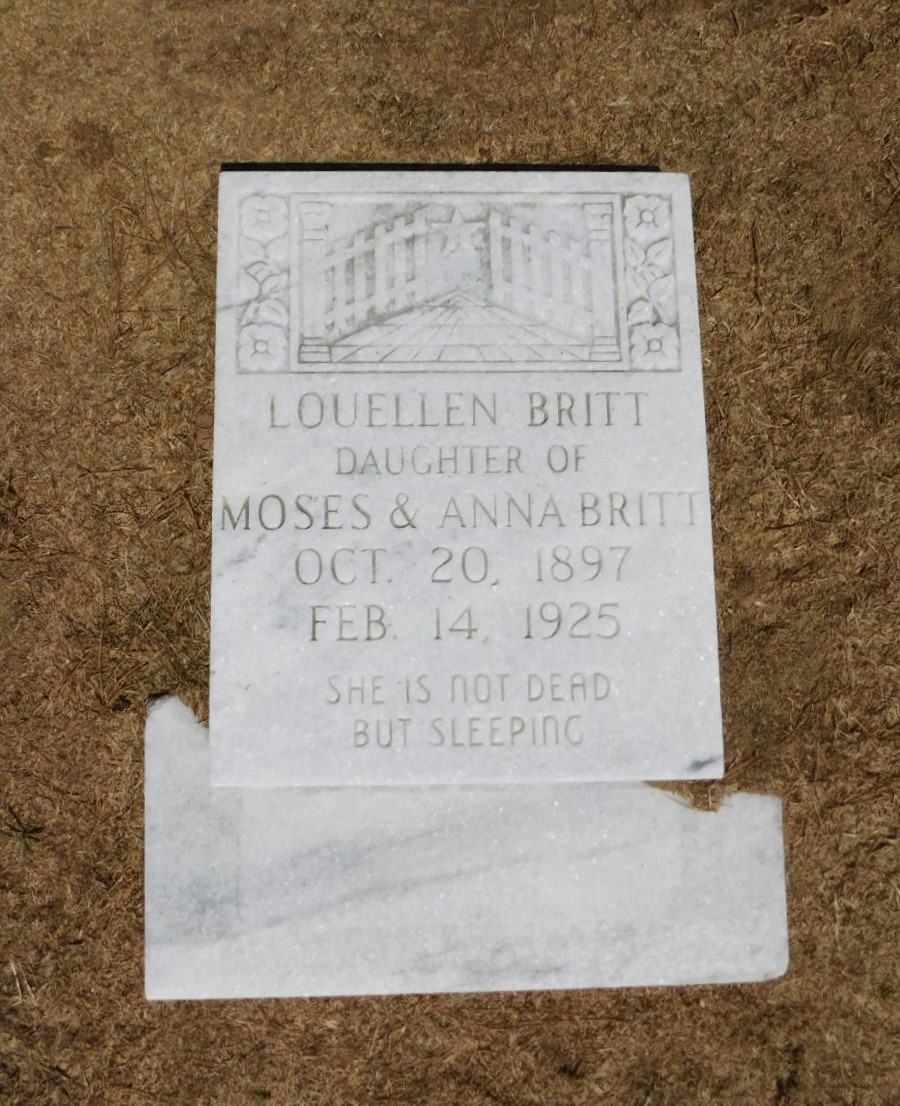 LOUELLEN BRITT
DAUGHTER OF
MOSES & ANNA BRITT
OCT. 20, 1897
FEB. 14, 1925
SHE IS NOT DEAD
BUT SLEEPING